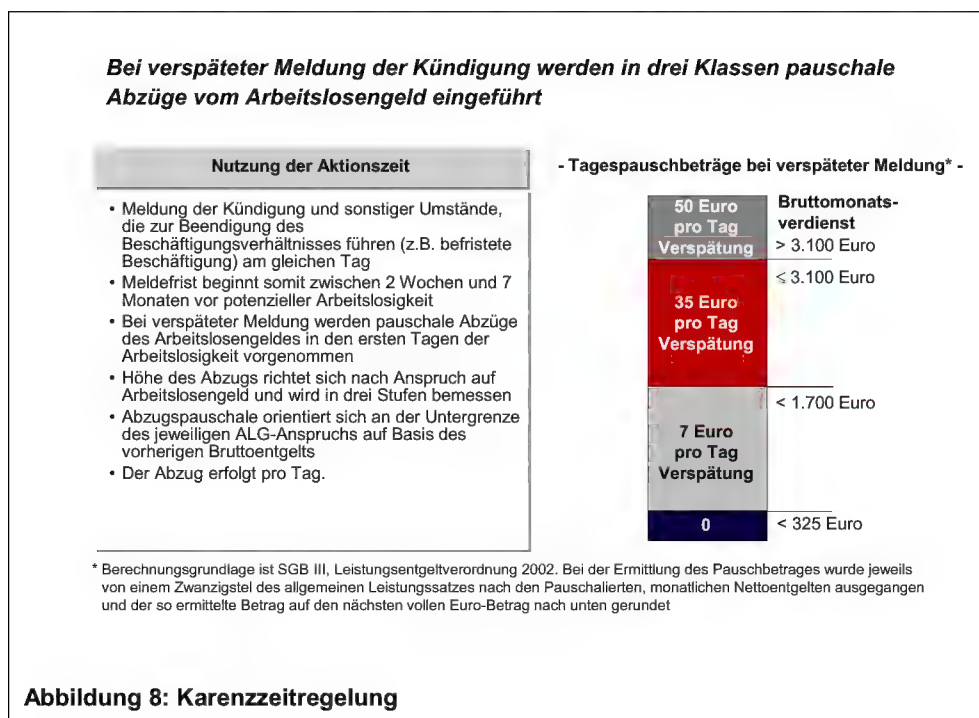 Bei verspäteter Meldung der Kündigung werden in drei Klassen pauschale
Abzüge vom Arbeitslosengeld eingeführt
Nutzung der Aktionszeit
• Meldung der Kündigung und sonstiger Umstände,
die zur Beendigung des
Beschäftigungsverhältnisses führen (z.B. befristete
Beschäftigung) am gleichen Tag
• Meldefrist beginnt somit zwischen 2 Wochen und 7
Monaten vor potenzieller Arbeitslosigkeit
• Bei verspäteter Meldung werden pauschale Abzüge
des Arbeitslosengeldes in den ersten Tagen der
Arbeitslosigkeit vorgenommen
• Höhe des Abzugs richtet sich nach Anspruch auf
Arbeitslosengeld und wird in drei Stufen bemessen
• Abzugspauschale orientiert sich an der Untergrenze
des jeweiligen ALG-Anspruchs auf Basis des
vorherigen Bruttoentgelts
• Der Abzug erfolgt pro Tag.
- Tagespauschbeträge bei verspäteter Meldung* -
50 Euro
pro Tag
Verspätung
Bruttomonats-
verdienst
> 3.100 Euro
≤ 3.100 Euro
35 Euro
pro Tag
Verspätung
< 1.700 Euro
7 Euro
pro Tag
Verspätung
0
< 325 Euro
* Berechnungsgrundlage ist SGB III, Leistungsentgeltverordnung 2002. Bei der Ermittlung des Pauschbetrages wurde jeweils
von einem Zwanzigstel des allgemeinen Leistungssatzes nach den Pauschalierten, monatlichen Nettoentgelten ausgegangen
und der so ermittelte Betrag auf den nächsten vollen Euro-Betrag nach unten gerundet
Abbildung 8: Karenzzeitregelung